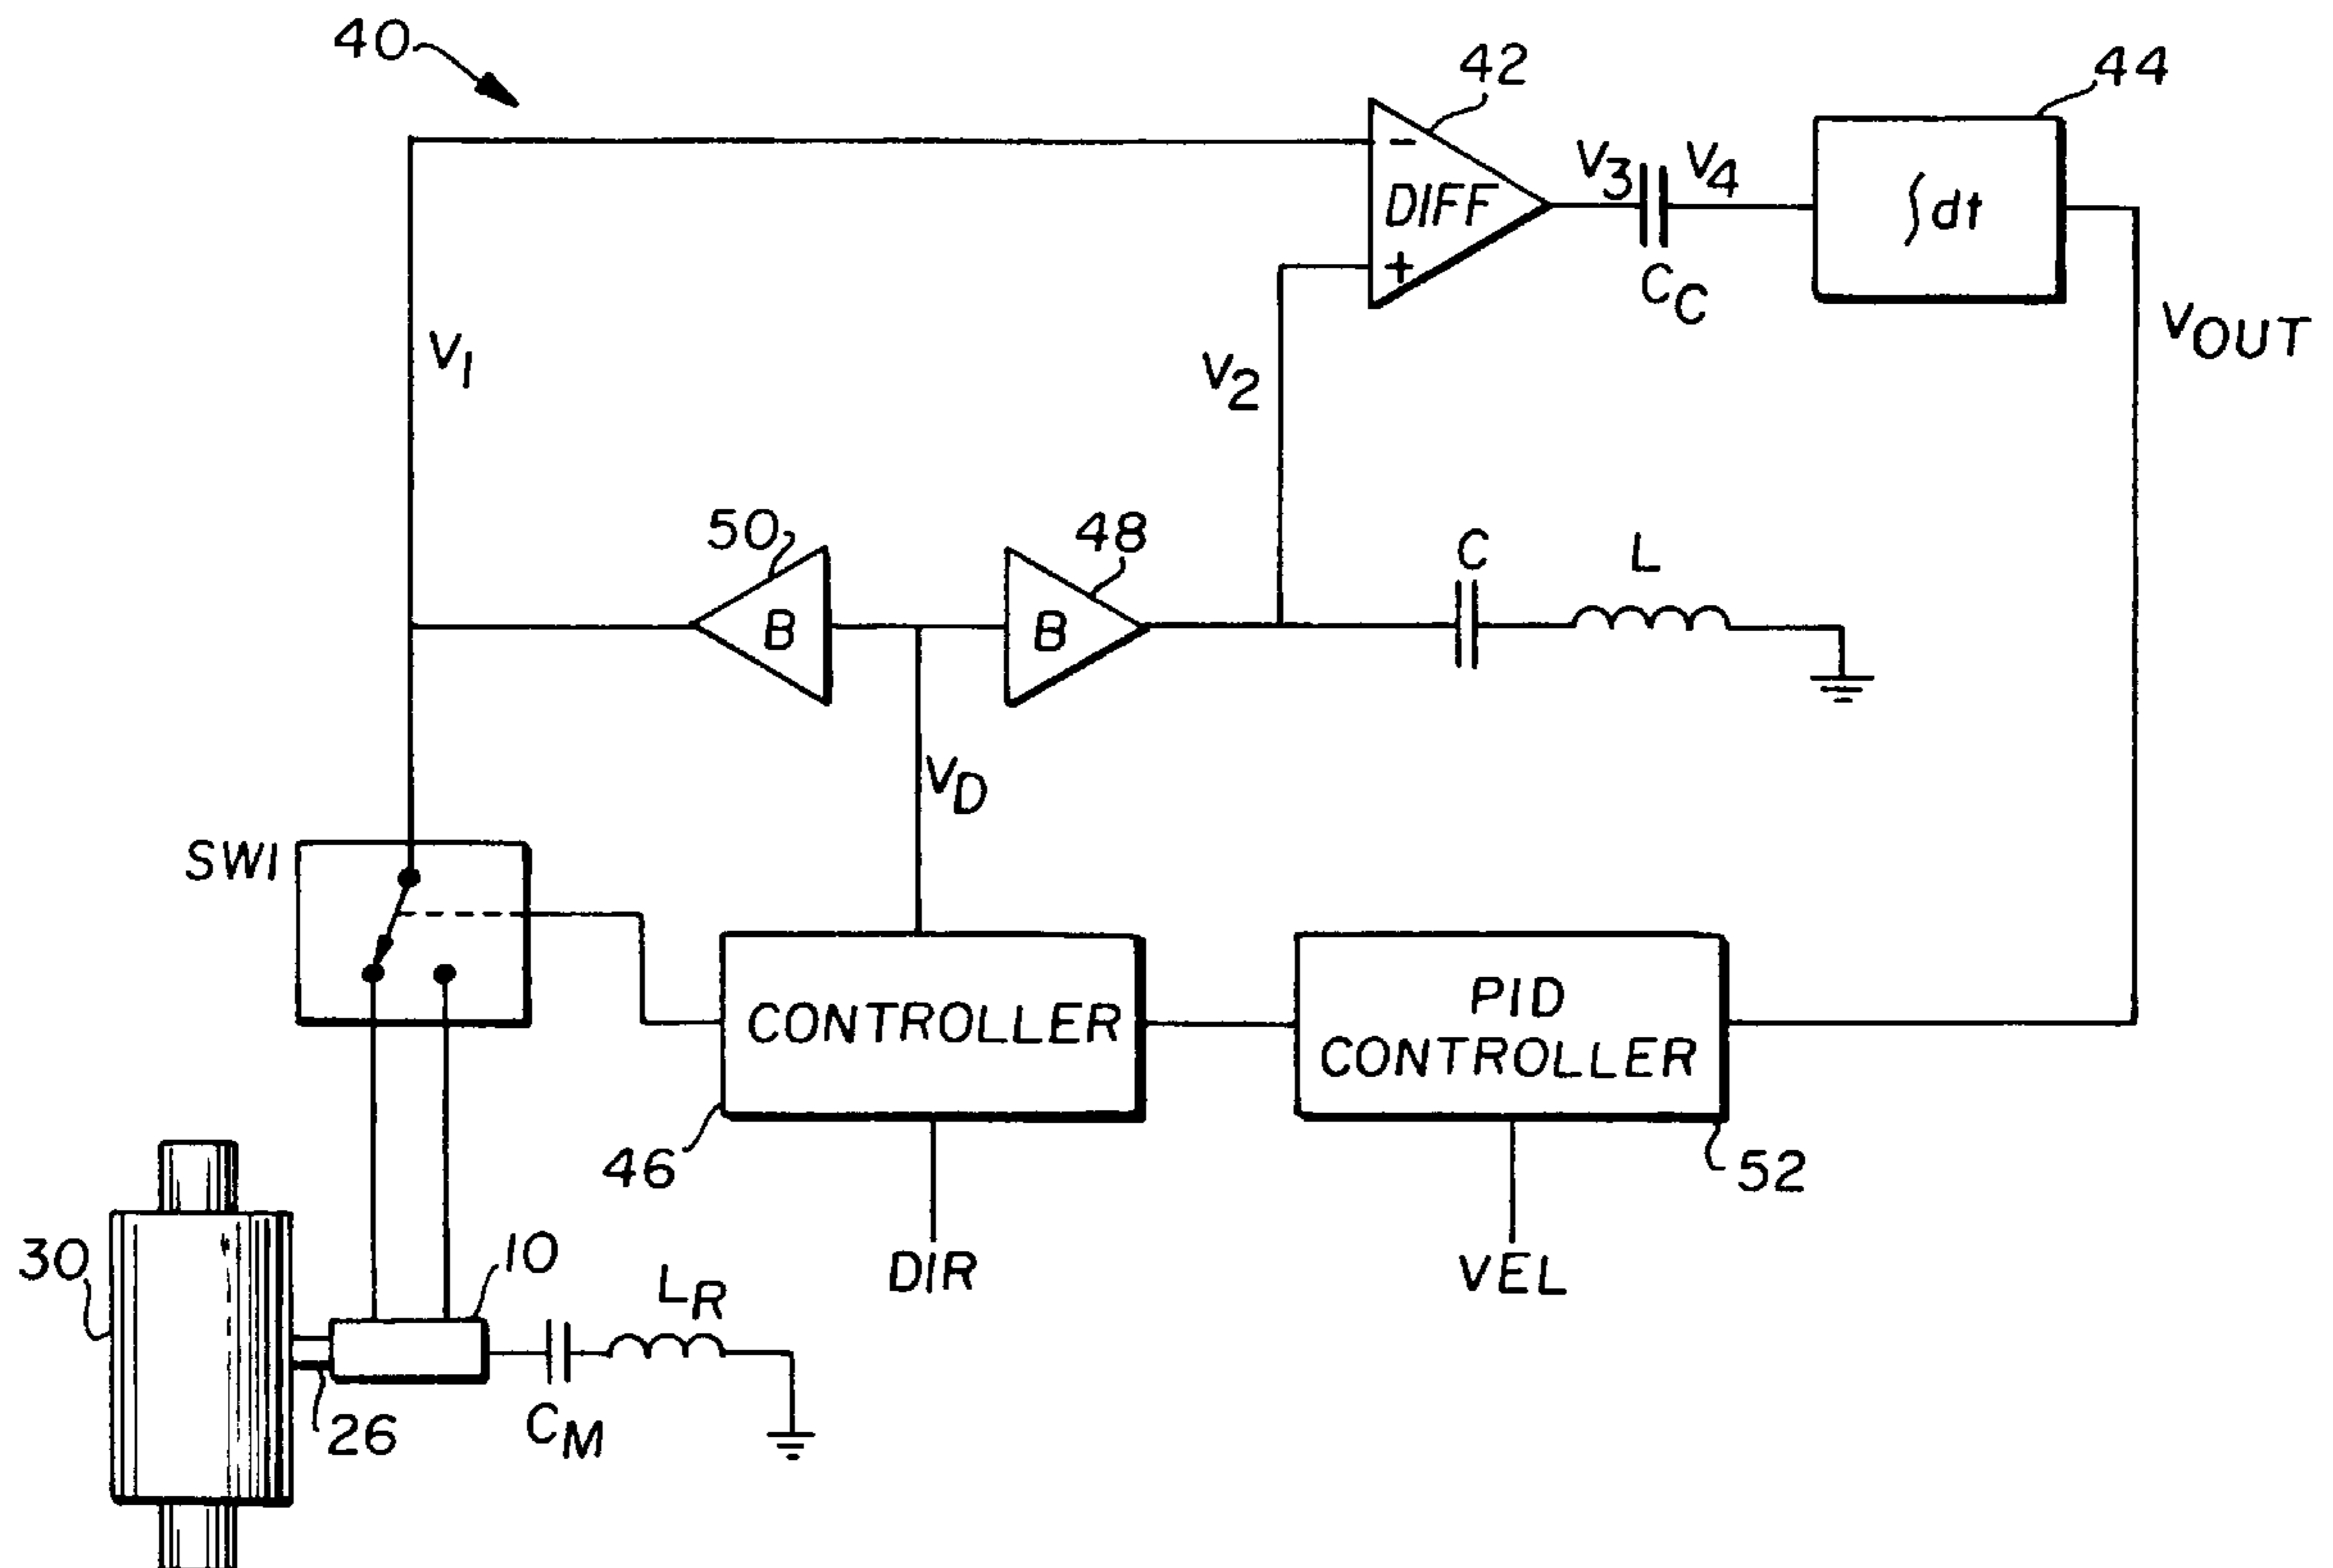 40
42
44
-
DIFF
+
V3
V4
CC
∫dt
VOUT
V1
V2
50
B
48
B
C
L
VD
SW1
CONTROLLER
PID
CONTROLLER
46
52
DIR
VEL
30
10
LR
26
CM